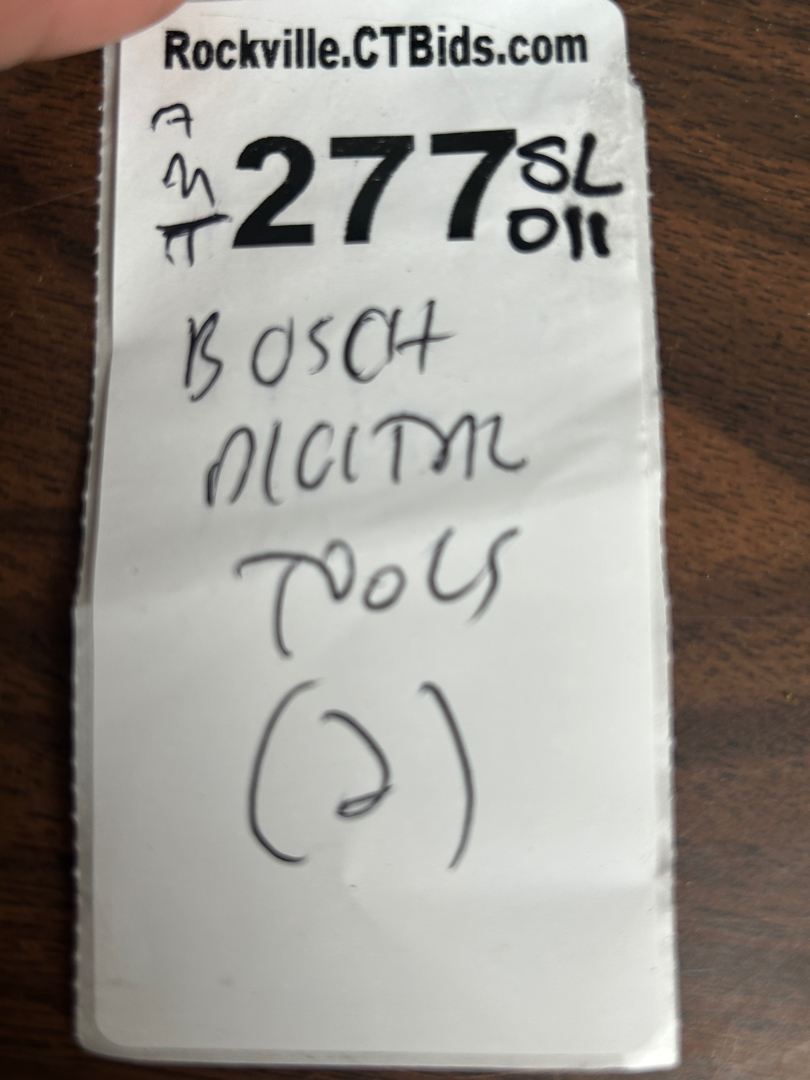 Rockville.CTBids.com
277 SL
011
BOSCH
DIGITAL
TOOLS
(2)